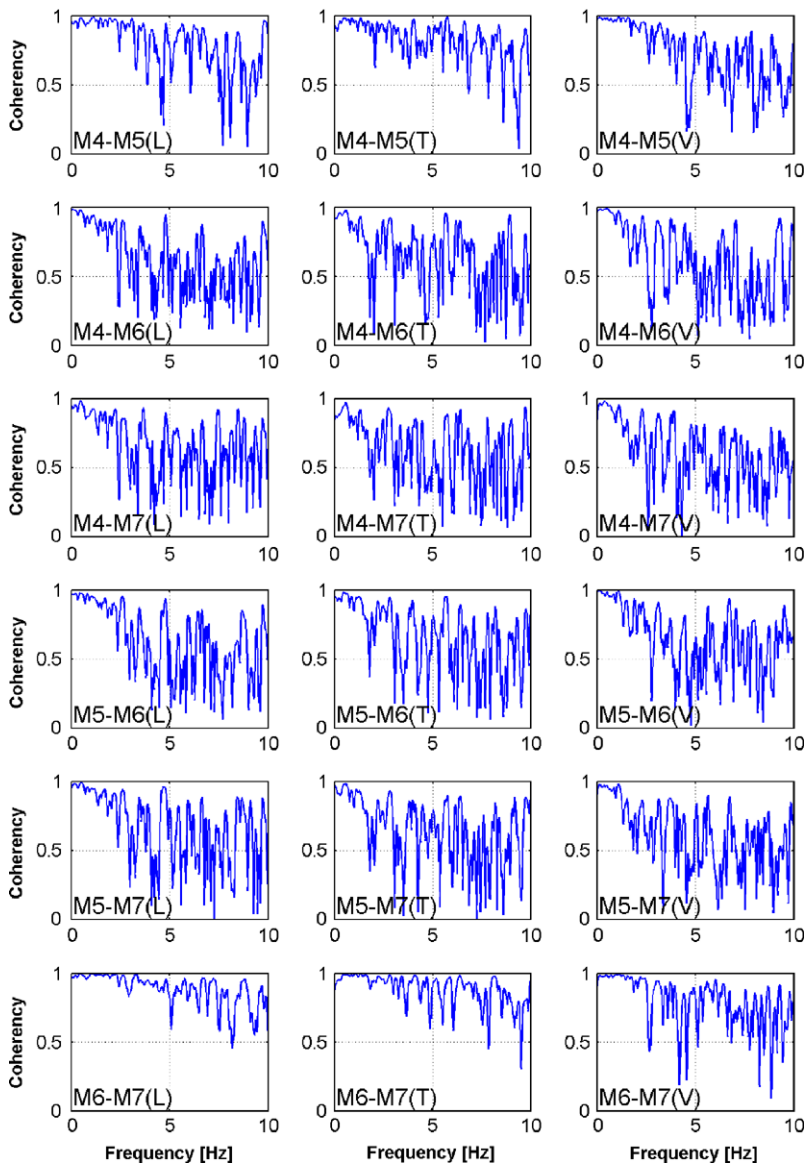 Coherency
1
0.5
0
0 5 10
M4-M5(L)
1
0.5
0
0 5 10
M4-M5(T)
1
0.5
0
0 5 10
M4-M5(V)
Coherency
1
0.5
0
0 5 10
M4-M6(L)
1
0.5
0
0 5 10
M4-M6(T)
1
0.5
0
0 5 10
M4-M6(V)
Coherency
1
0.5
0
0 5 10
M4-M7(L)
1
0.5
0
0 5 10
M4-M7(T)
1
0.5
0
0 5 10
M4-M7(V)
Coherency
1
0.5
0
0 5 10
M5-M6(L)
1
0.5
0
0 5 10
M5-M6(T)
1
0.5
0
0 5 10
M5-M6(V)
Coherency
1
0.5
0
0 5 10
M5-M7(L)
1
0.5
0
0 5 10
M5-M7(T)
1
0.5
0
0 5 10
M5-M7(V)
Coherency
1
0.5
0
0 5 10
M6-M7(L)
Frequency [Hz]
1
0.5
0
0 5 10
M6-M7(T)
Frequency [Hz]
1
0.5
0
0 5 10
M6-M7(V)
Frequency [Hz]